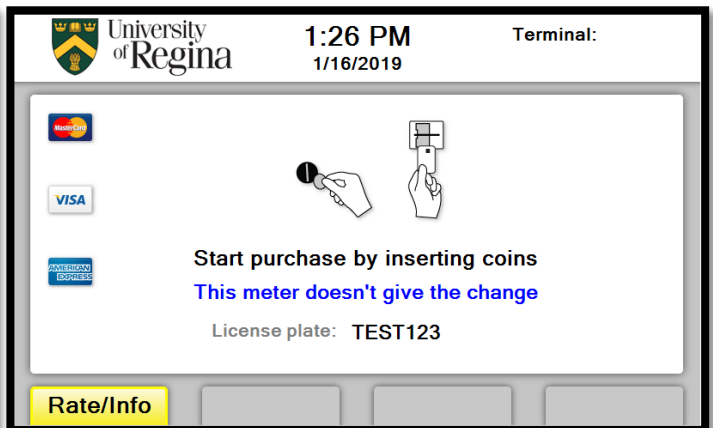 University
of Regina
1:26 PM
1/16/2019
Terminal:
MasterCard
VISA
AMERICAN
EXPRESS
Start purchase by inserting coins
This meter doesn't give the change
License plate: TEST123
Rate/Info